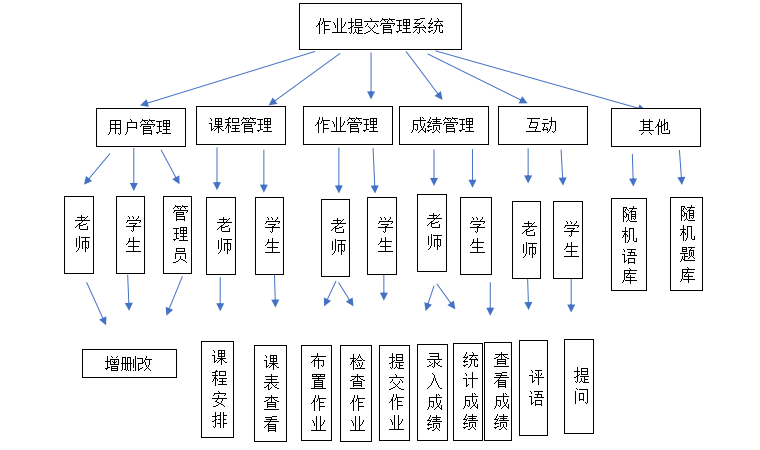 作业提交管理系统
用户管理
课程管理
作业管理
成绩管理
互动
其他
老师
学生
管理员
老师
学生
老师
学生
老师
学生
老师
学生
随机语库
随机题库
增删改
课程安排
课表查看
布置作业
检查作业
提交作业
录入成绩
统计成绩
查看成绩
评语
提问